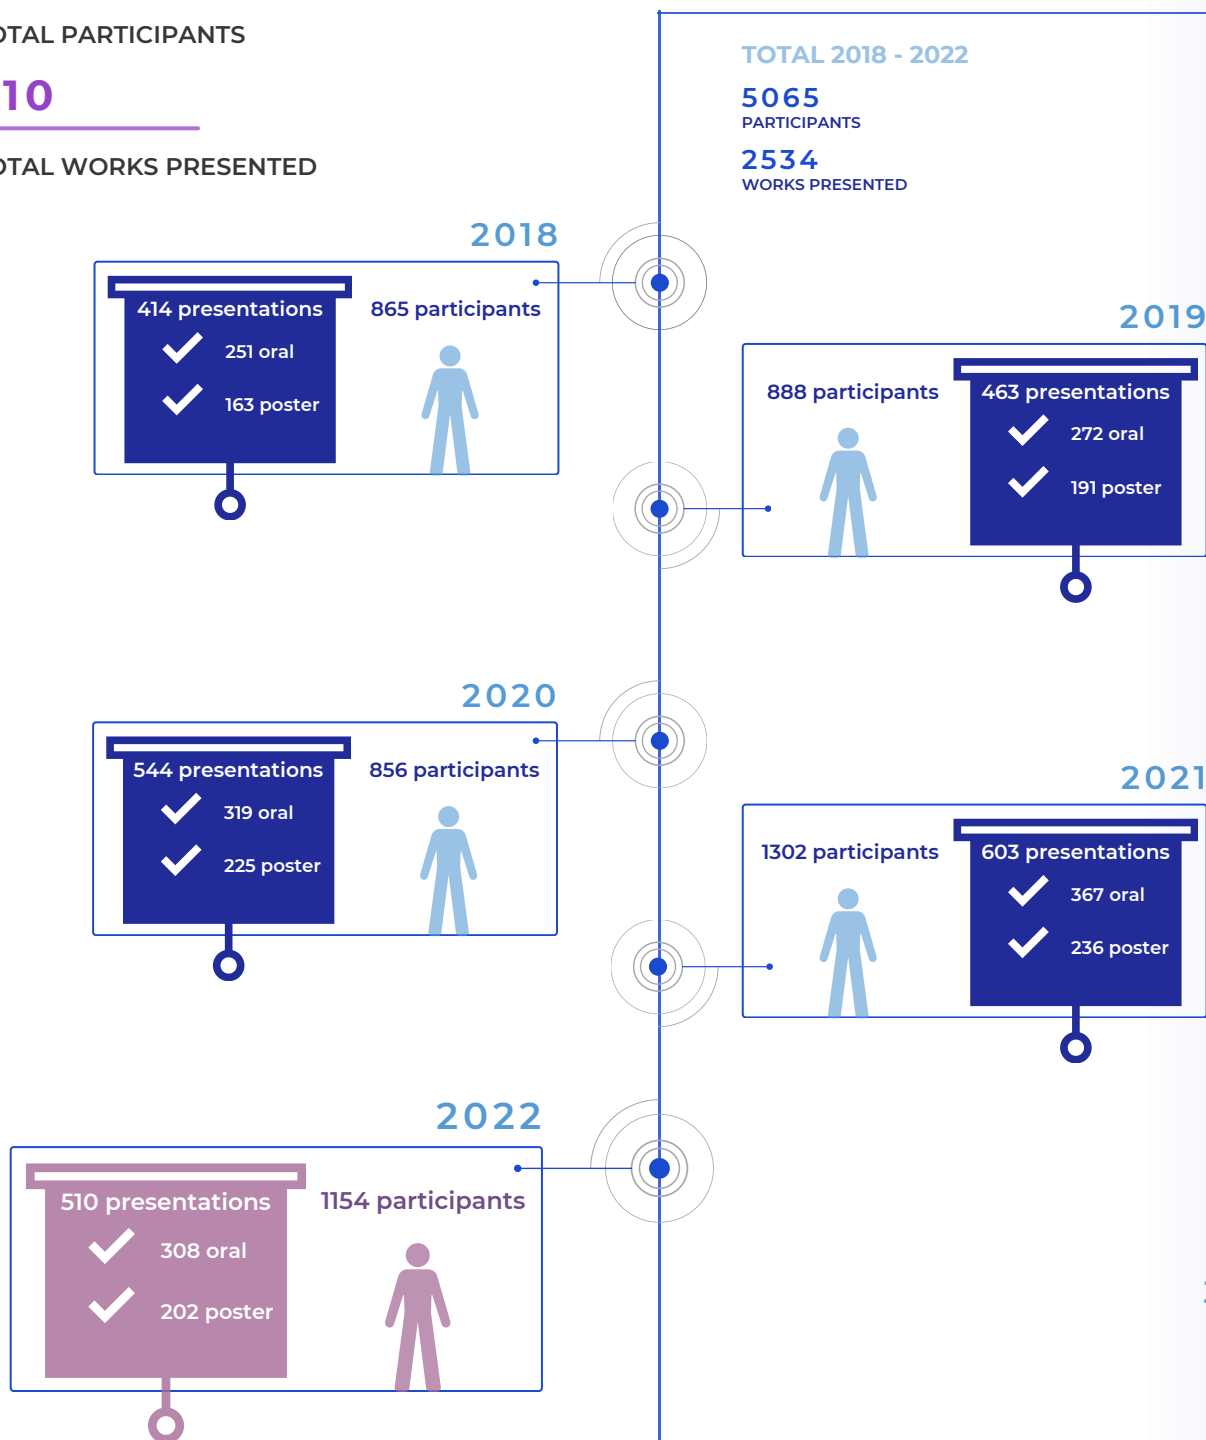 OTAL PARTICIPANTS
10
OTAL WORKS PRESENTED
TOTAL 2018 - 2022
5065
PARTICIPANTS
2534
WORKS PRESENTED
2018
414 presentations
251 oral
163 poster
865 participants
2019
888 participants
463 presentations
272 oral
191 poster
2020
544 presentations
319 oral
225 poster
856 participants
2021
1302 participants
603 presentations
367 oral
236 poster
2022
510 presentations
308 oral
202 poster
1154 participants